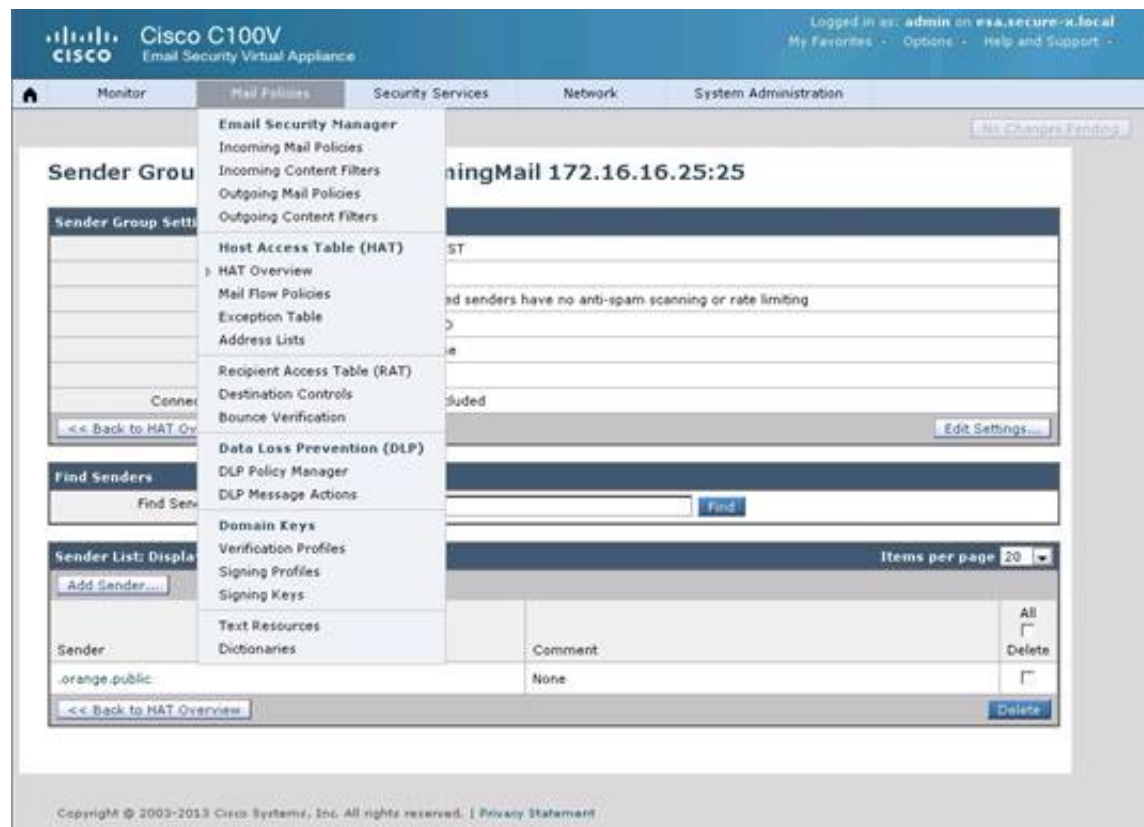 CISCO
Cisco C100V
Email Security Virtual Appliance
Logged in as: admin on esa.secure-x.local
My Favorites Options Help and Support
Monitor Mail Policies Security Services Network System Administration
No Changes Pending
Email Security Manager
Incoming Mail Policies
Incoming Content Filters
Outgoing Mail Policies
Outgoing Content Filters
Host Access Table (HAT)
HAT Overview
Mail Flow Policies
Exception Table
Address Lists
Recipient Access Table (RAT)
Destination Controls
Bounce Verification
Data Loss Prevention (DLP)
DLP Policy Manager
DLP Message Actions
Domain Keys
Verification Profiles
Signing Profiles
Signing Keys
Text Resources
Dictionaries
Sender Grou ningMail 172.16.16.25:25
Sender Group Setti
ST
ed senders have no anti-spam scanning or rate limiting
Connec cluded
<< Back to HAT Ov Edit Settings...
Find Senders
Find Sen Find
Sender List: Displa Items per page 20
Add Sender...
All
Sender Comment Delete
.orange.public None
<< Back to HAT Overview Delete
Copyright © 2003-2013 Cisco Systems, Inc. All rights reserved. | Privacy Statement